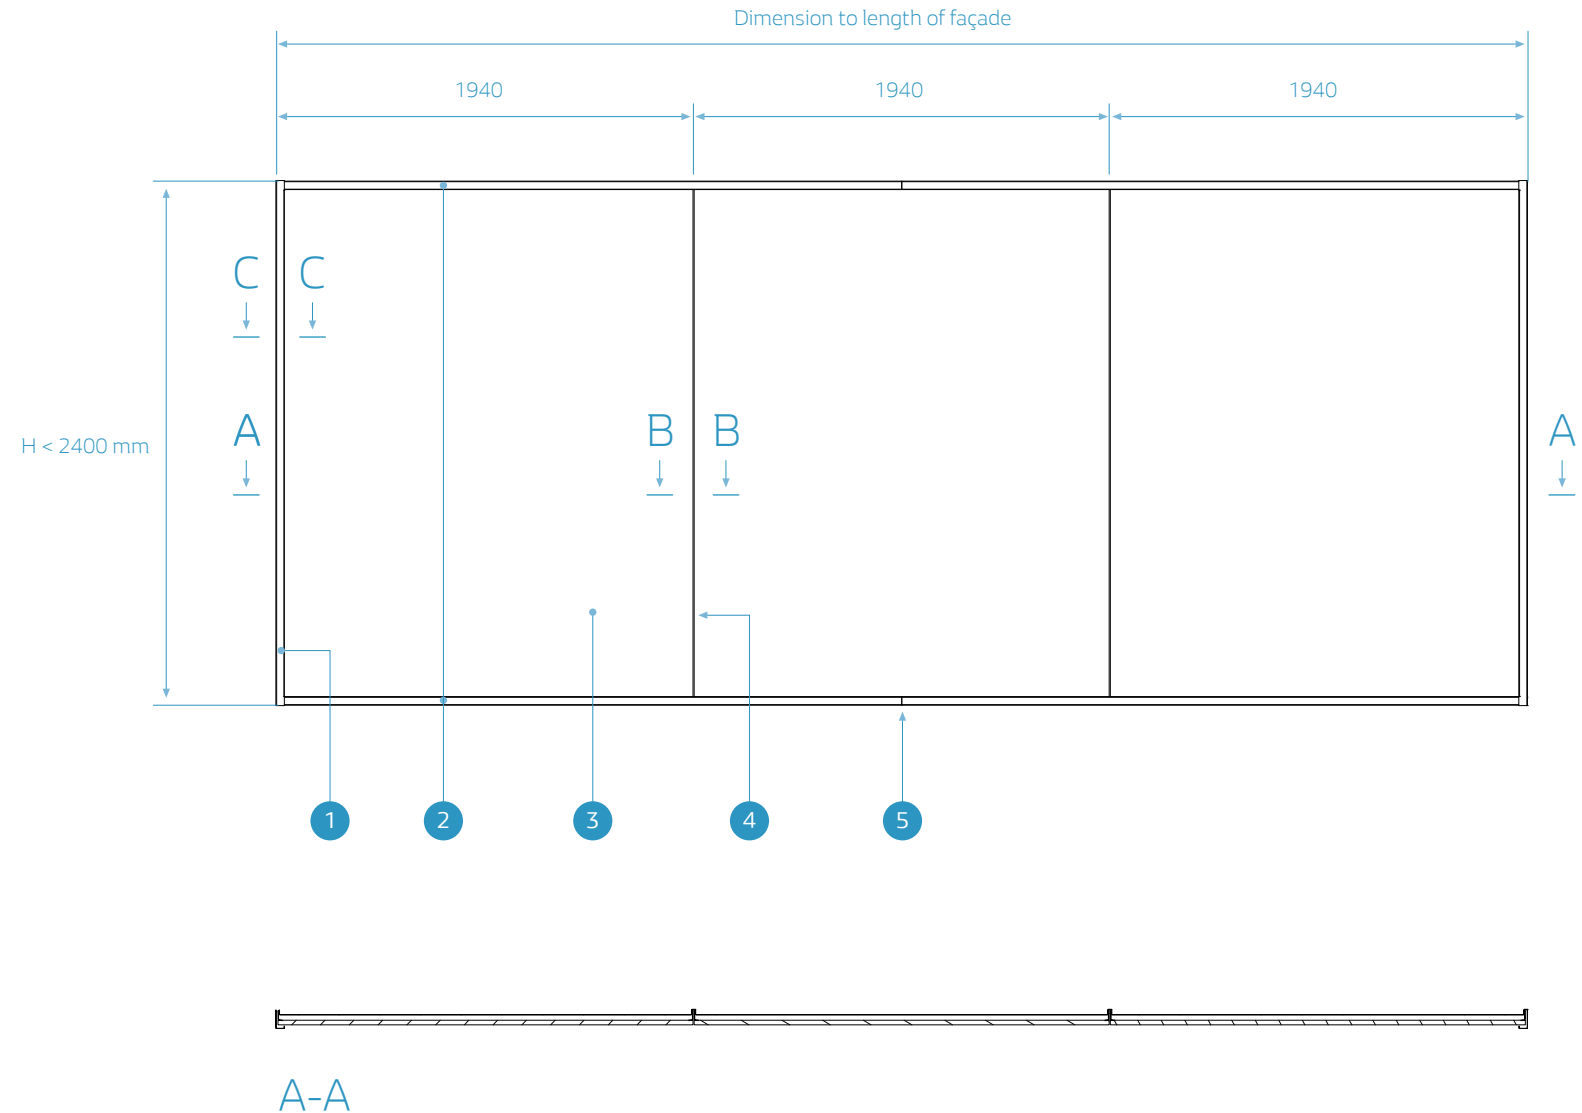 Dimension to length of façade
1940 1940 1940
C C
A B B A
H < 2400 mm
1 2 3 4 5
A-A